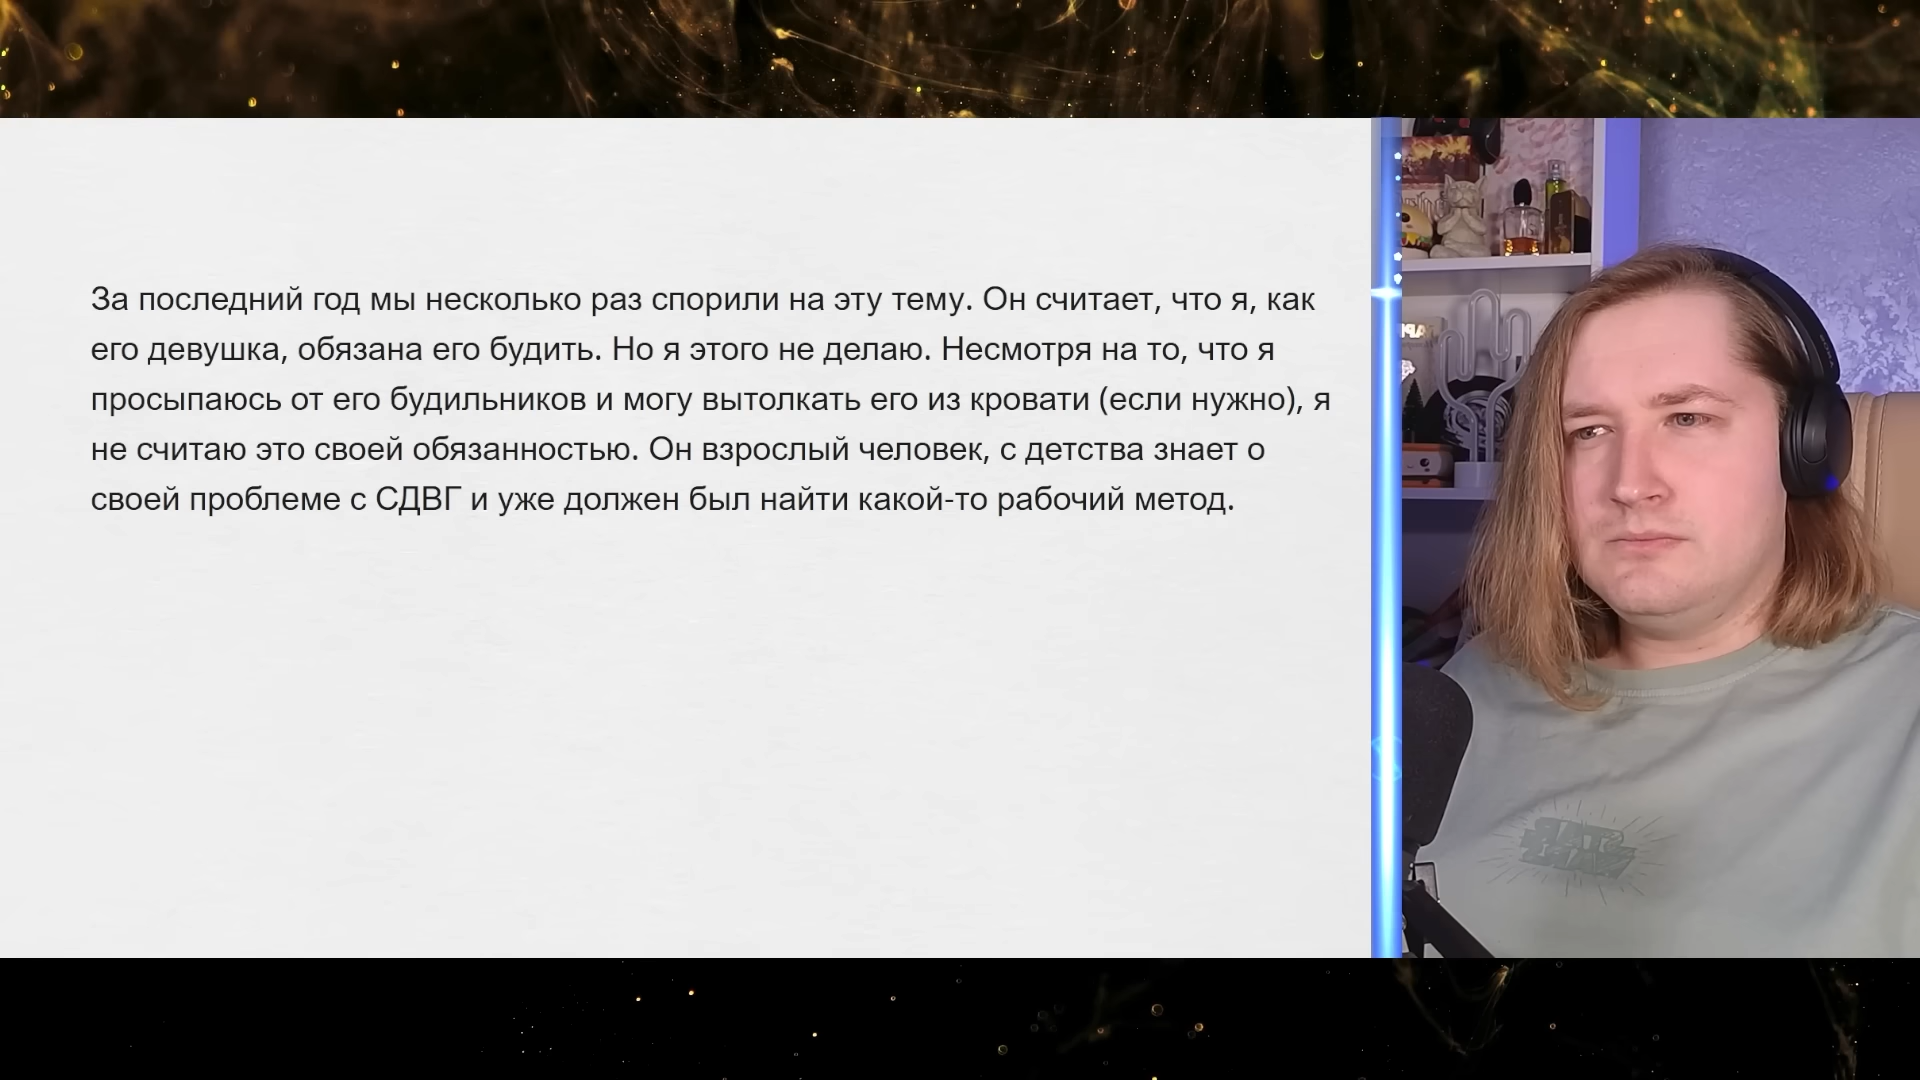 За последний год мы несколько раз спорили на эту тему. Он считает, что я, как
его девушка, обязана его будить. Но я этого не делаю. Несмотря на то, что я
просыпаюсь от его будильников и могу вытолкать его из кровати (если нужно), я
не считаю это своей обязанностью. Он взрослый человек, с детства знает о
своей проблеме с СДВГ и уже должен был найти какой-то рабочий метод.